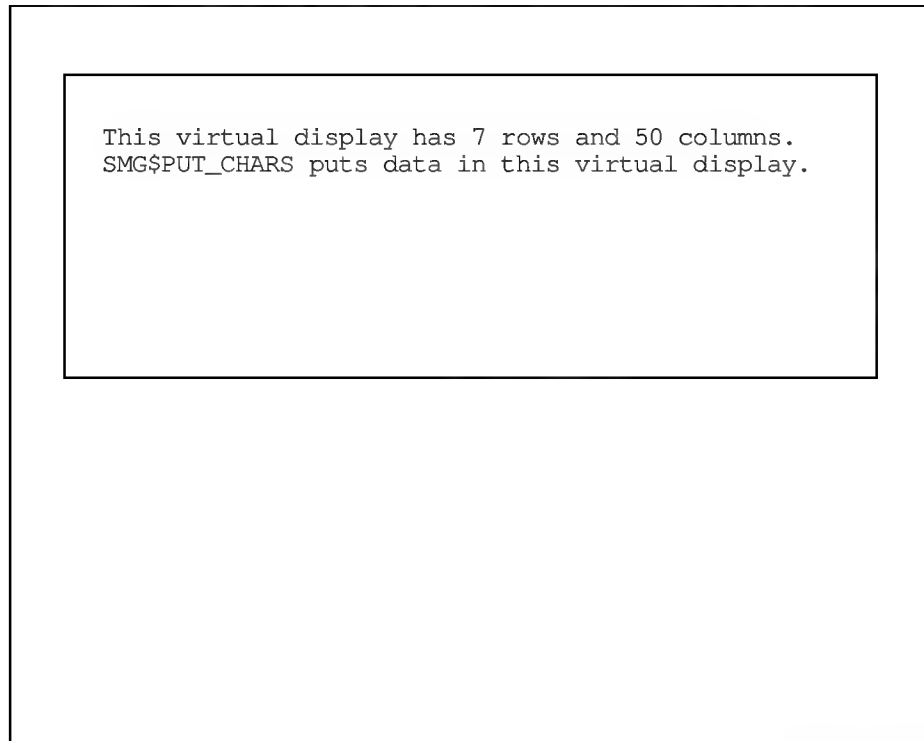 This virtual display has 7 rows and 50 columns.
SMG$PUT_CHARS puts data in this virtual display.